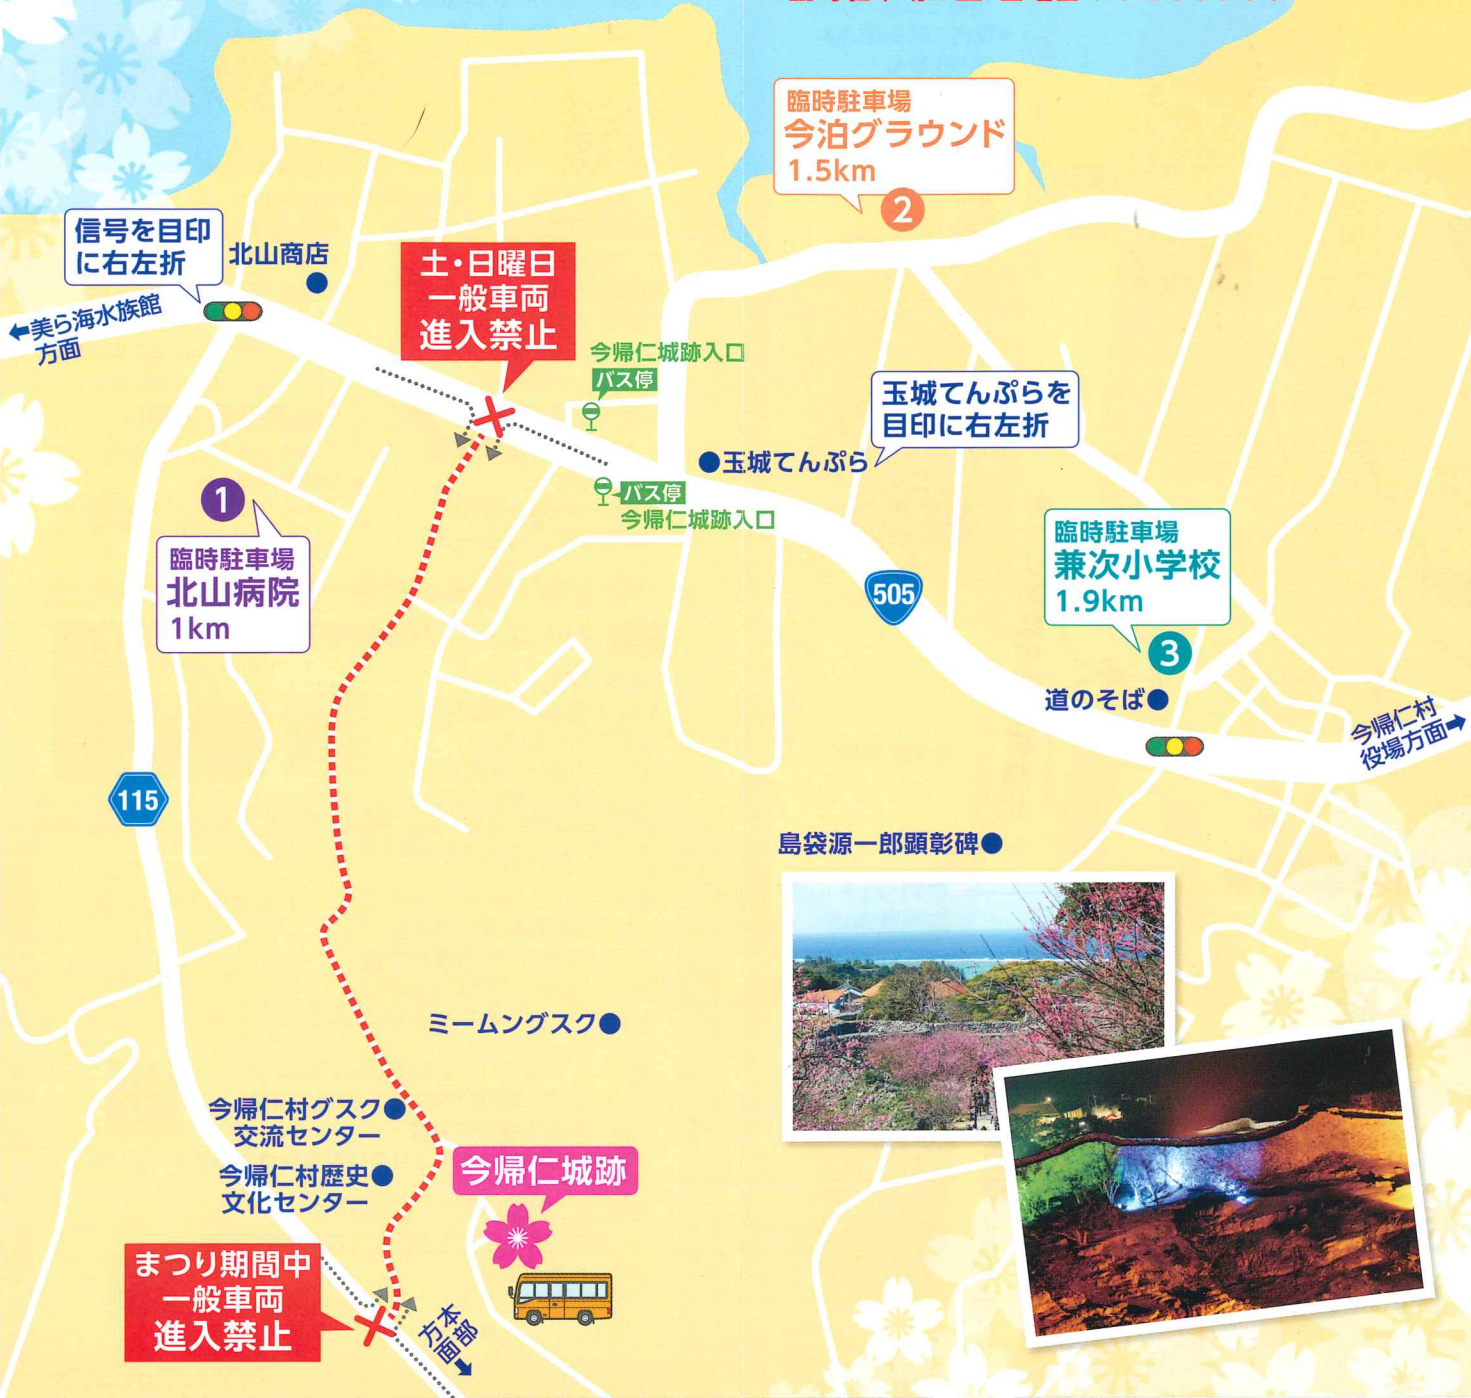 臨時駐車場
今泊グラウンド
1.5km
2
信号を目印
に右左折
北山商店
土・日曜日
一般車両
進入禁止
←美ら海水族館
方面
今帰仁城跡入口
バス停
玉城てんぷらを
目印に右左折
玉城てんぷら
バス停
今帰仁城跡入口
1
臨時駐車場
北山病院
1km
505
臨時駐車場
兼次小学校
1.9km
3
道のそば
今帰仁村
役場方面→
115
島袋源一郎顕彰碑
ミームングスク
今帰仁村グスク
交流センター
今帰仁村歴史
文化センター
今帰仁城跡
まつり期間中
一般車両
進入禁止
本部
方面